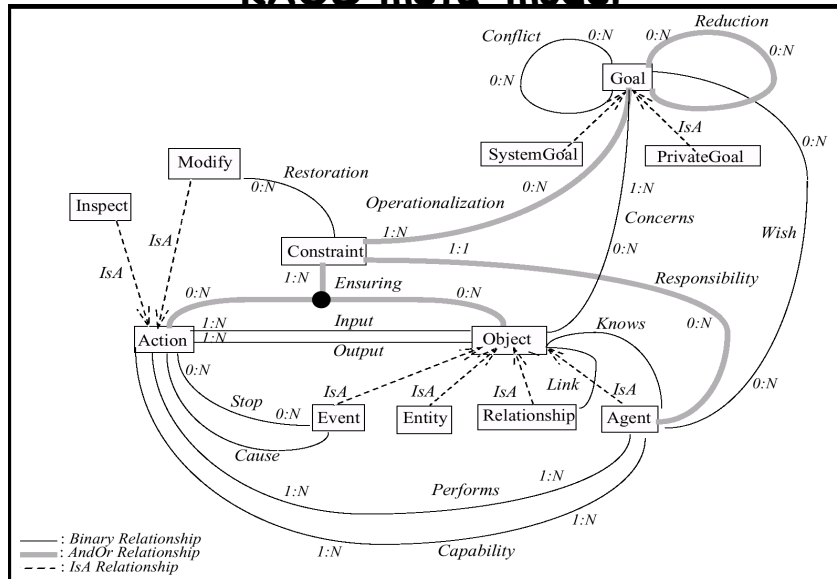 KAOS meta-model
Conflict 0:N 0:N Reduction
0:N 0:N
Goal
IsA
SystemGoal PrivateGoal
0:N
Modify
Restoration
0:N
0:N
1:N
Operationalization
Inspect
Concerns
Wish
IsA
1:N
Constraint 1:1
0:N
IsA
1:N
Ensuring
Responsibility
0:N 0:N
0:N
1:N Input
Knows
Action
1:N
Output
Object
0:N
Stop
0:N
IsA IsA IsA Link IsA
0:N
Event Entity Relationship Agent
Cause
1:N
Performs
1:N
1:N
1:N
Capability
: Binary Relationship
: AndOr Relationship
: IsA Relationship